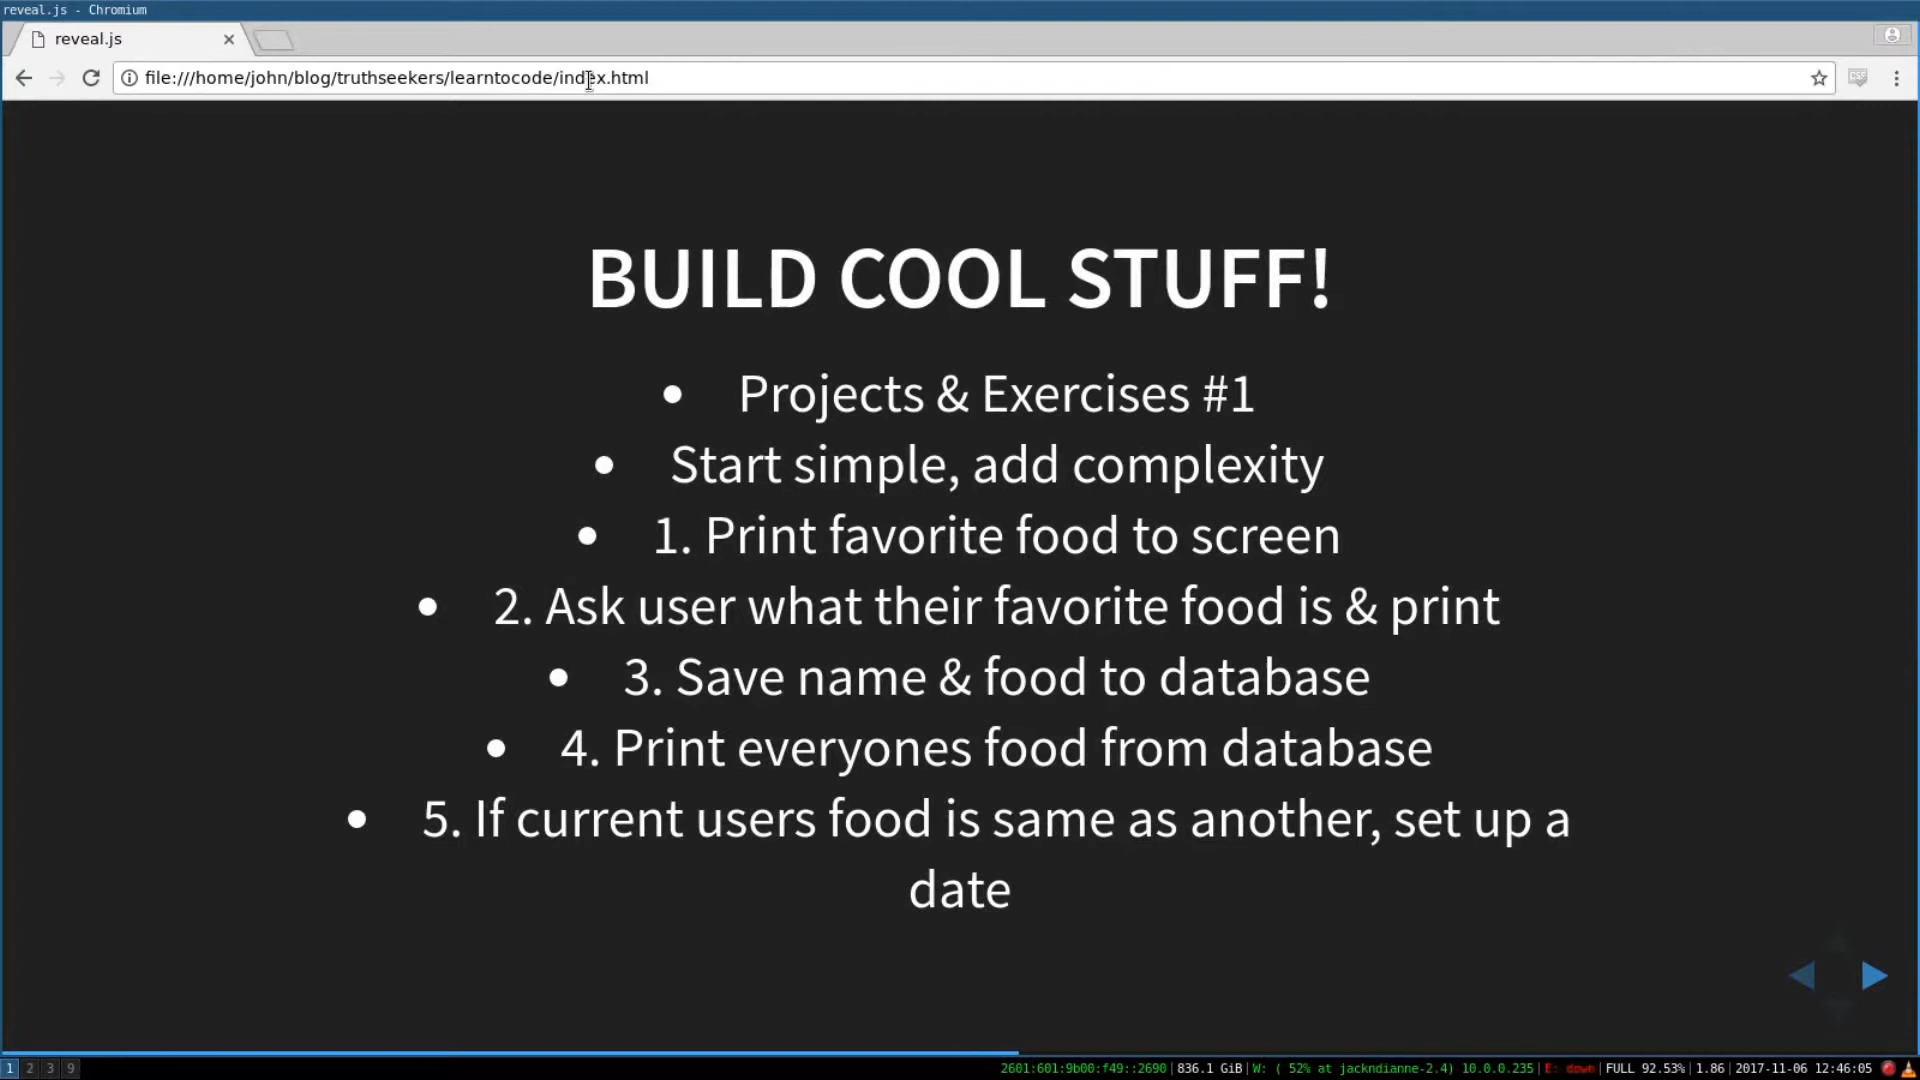 reveal.js - Chromium
reveal.js
file:///home/john/blog/truthseekers/learntocode/index.html
BUILD COOL STUFF!
Projects & Exercises #1
Start simple, add complexity
1. Print favorite food to screen
2. Ask user what their favorite food is & print
3. Save name & food to database
4. Print everyones food from database
5. If current users food is same as another, set up a
date
1 2 3 9
2601:601:9b00:f49::2690|836.1 GiB|W: ( 52% at jackndianne-2.4) 10.0.0.235|E: down|FULL 92.53%|1.86|2017-11-06 12:46:05